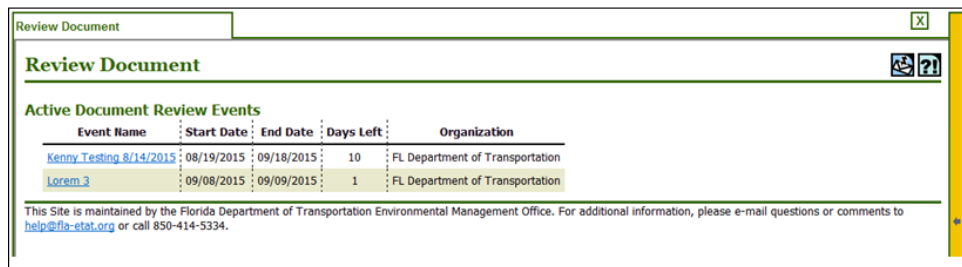 Review Document
X
Review Document
?!
Active Document Review Events
Event Name Start Date End Date Days Left Organization
Kenny Testing 8/14/2015 08/19/2015 09/18/2015 10 FL Department of Transportation
Lorem 3 09/08/2015 09/09/2015 1 FL Department of Transportation
This Site is maintained by the Florida Department of Transportation Environmental Management Office. For additional information, please e-mail questions or comments to
help@fla-etat.org or call 850-414-5334.